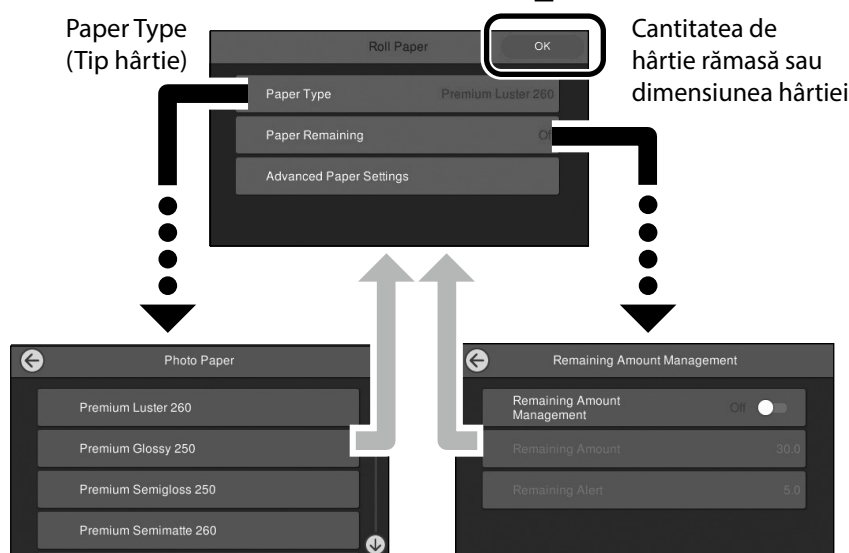 Paper Type
(Tip hârtie)
Cantitatea de
hârtie rămasă sau
dimensiunea hârtiei
Roll Paper
OK
Paper Type
Premium Luster 260
Paper Remaining
Advanced Paper Settings
Photo Paper
Premium Luster 260
Premium Glossy 250
Premium Semigloss 250
Premium Semimatte 260
Remaining Amount Management
Remaining Amount
Management
Off
Remaining Amount
30.0
Remaining Alert
5.0